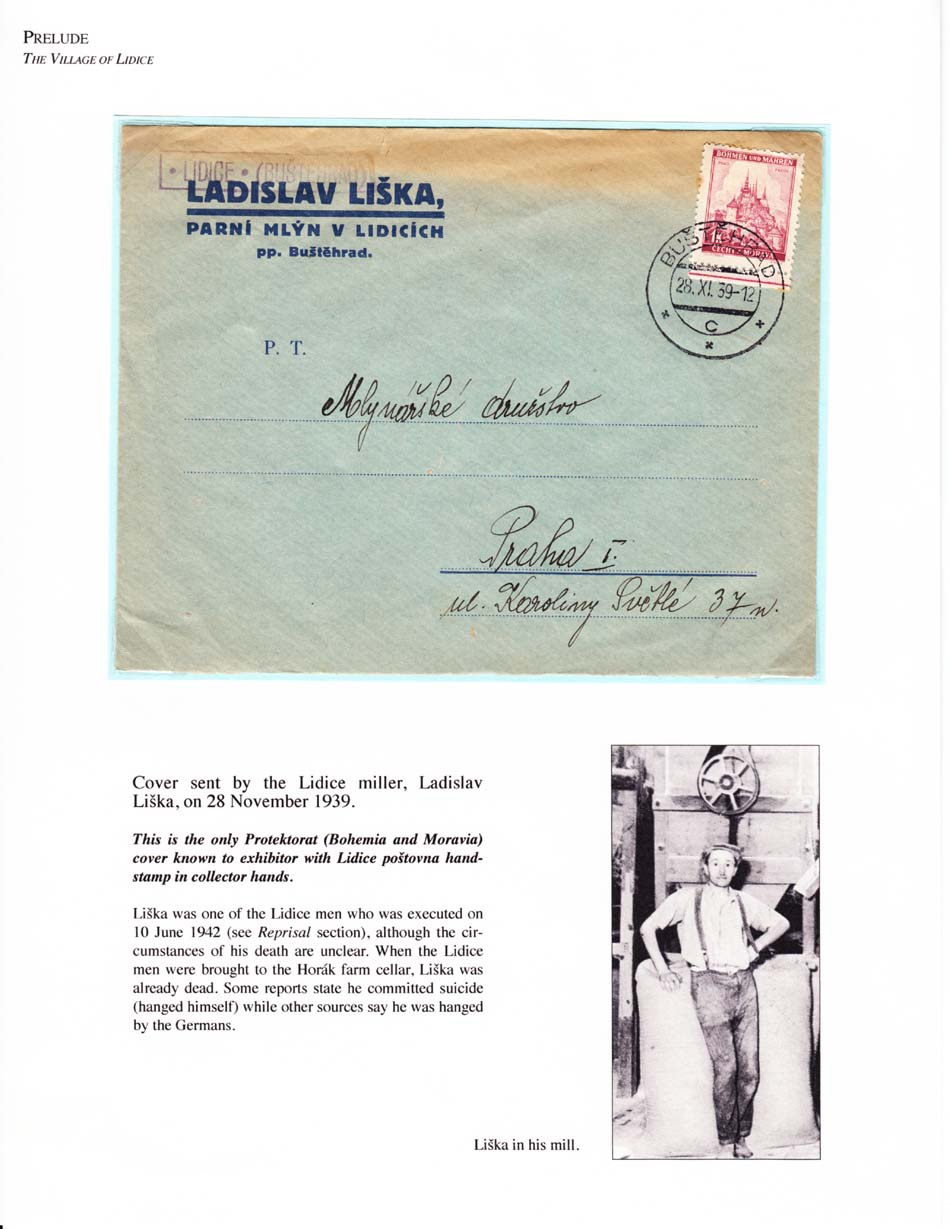 PRELUDE
THE VILLAGE OF LIDICE
• LIDICE • (BUŠTĚHRAD)
LADISLAV LIŠKA,
PARNÍ MLÝN V LIDICÍCH
pp. Buštěhrad.
BÖHMEN UND MÄHREN
ČECHY A MORAVA
BUŠTĚHRAD
28. XI. 39-12
C
P. T.
Mlynářské družstvo
Praha I.
ul. Karoliny Světlé 37 n.
Cover sent by the Lidice miller, Ladislav
Liška, on 28 November 1939.
This is the only Protektorat (Bohemia and Moravia)
cover known to exhibitor with Lidice poštovna hand-
stamp in collector hands.
Liška was one of the Lidice men who was executed on
10 June 1942 (see Reprisal section), although the cir-
cumstances of his death are unclear. When the Lidice
men were brought to the Horák farm cellar, Liška was
already dead. Some reports state he committed suicide
(hanged himself) while other sources say he was hanged
by the Germans.
Liška in his mill.